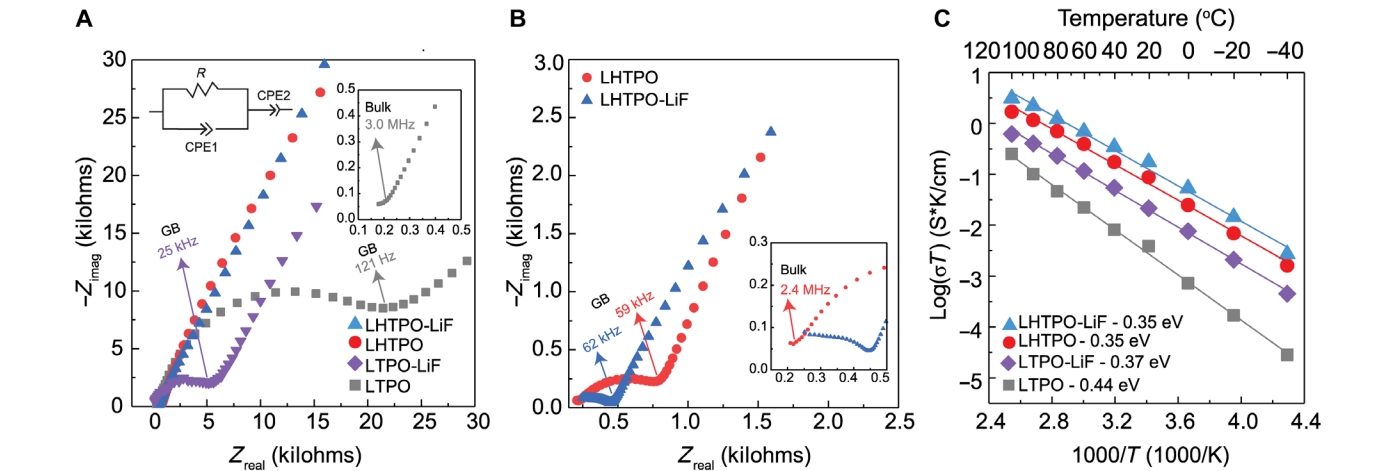 A
30
25
20
15
10
5
0
−Zimag (kilohms)
R
CPE2
CPE1
0.5
0.4
0.3
0.2
0.1
0.0
Bulk
3.0 MHz
0.1 0.2 0.3 0.4 0.5
GB
25 kHz
GB
121 Hz
LHTPO-LiF
LHTPO
LTPO-LiF
LTPO
0 5 10 15 20 25 30
Zreal (kilohms)
B
3.0
2.5
2.0
1.5
1.0
0.5
0.0
−Zimag (kilohms)
LHTPO
LHTPO-LiF
GB
62 kHz
59 kHz
0.3
0.2
0.1
0.0
Bulk
2.4 MHz
0.2 0.3 0.4 0.5
0.5 1.0 1.5 2.0 2.5
Zreal (kilohms)
C
Temperature (°C)
120 100 80 60 40 20 0 −20 −40
1
0
−1
−2
−3
−4
−5
Log(σT) (S*K/cm)
LHTPO-LiF - 0.35 eV
LHTPO - 0.35 eV
LTPO-LiF - 0.37 eV
LTPO - 0.44 eV
2.4 2.8 3.2 3.6 4.0 4.4
1000/T (1000/K)